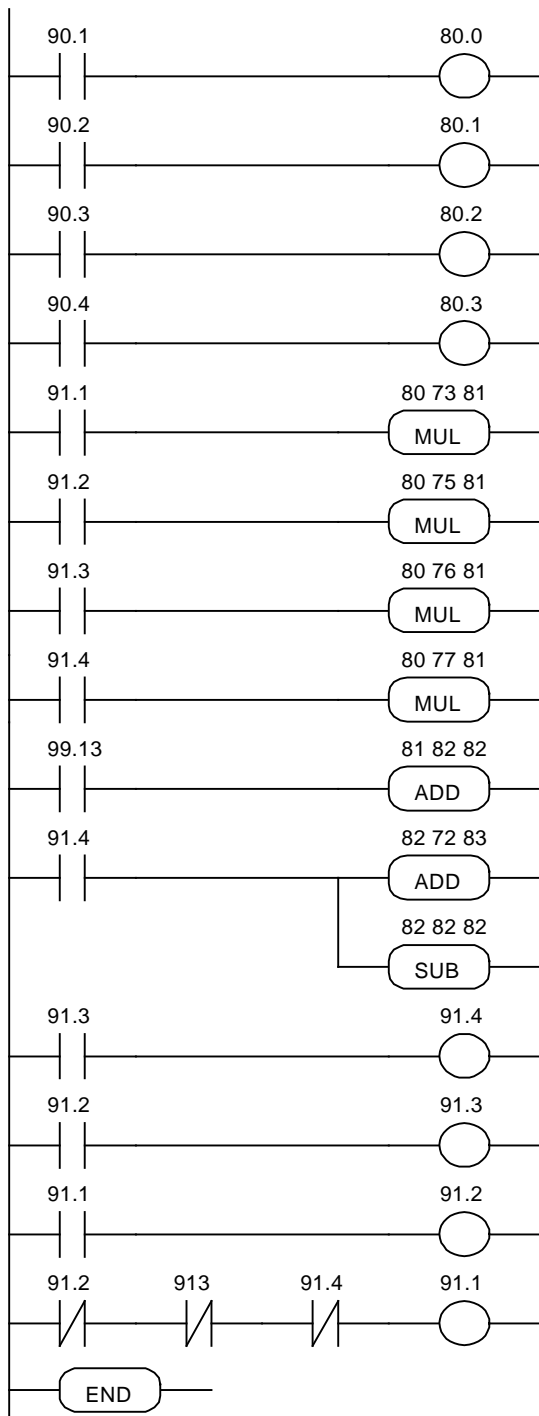 90.1 80.0
90.2 80.1
90.3 80.2
90.4 80.3
91.1 80 73 81
MUL
91.2 80 75 81
MUL
91.3 80 76 81
MUL
91.4 80 77 81
MUL
99.13 81 82 82
ADD
91.4 82 72 83
ADD
82 82 82
SUB
91.3 91.4
91.2 91.3
91.1 91.2
91.2 913 91.4 91.1
END